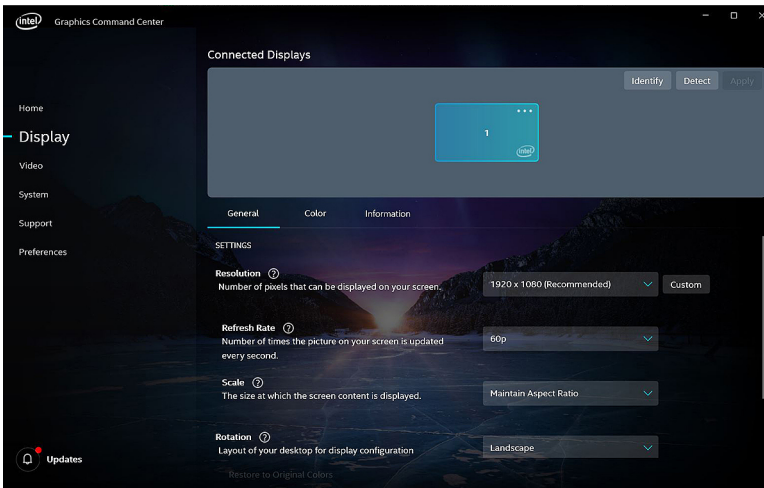 intel
Graphics Command Center
Connected Displays
Identify
Detect
Apply
1
intel
Home
Display
Video
System
Support
Preferences
Updates
General
Color
Information
SETTINGS
Resolution ?
Number of pixels that can be displayed on your screen.
1920 x 1080 (Recommended)
Custom
Refresh Rate ?
Number of times the picture on your screen is updated
every second.
60p
Scale ?
The size at which the screen content is displayed.
Maintain Aspect Ratio
Rotation ?
Layout of your desktop for display configuration
Landscape
Restore to Original Colors